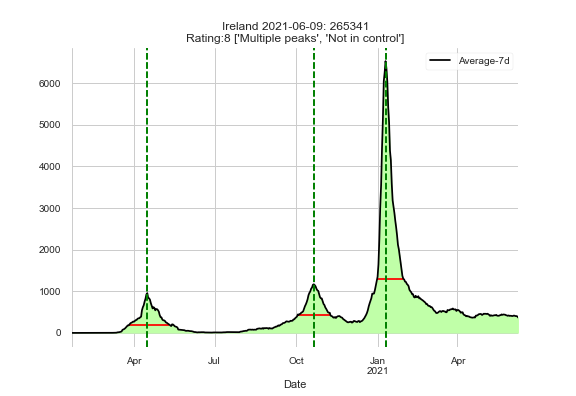 Ireland 2021-06-09: 265341
Rating:8 ['Multiple peaks', 'Not in control']
Average-7d
6000
5000
4000
3000
2000
1000
0
Apr
Jul
Oct
Jan
2021
Apr
Date